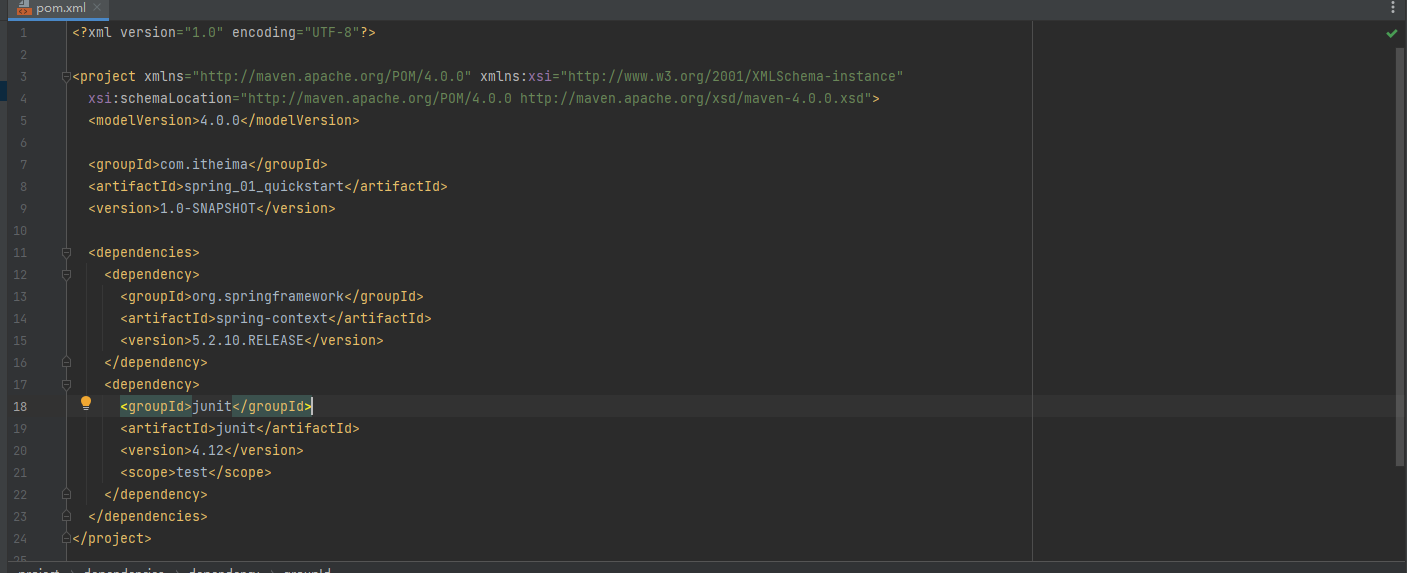 pom.xml
1 <?xml version="1.0" encoding="UTF-8"?>
2
3 <project xmlns="http://maven.apache.org/POM/4.0.0" xmlns:xsi="http://www.w3.org/2001/XMLSchema-instance"
4 xsi:schemaLocation="http://maven.apache.org/POM/4.0.0 http://maven.apache.org/xsd/maven-4.0.0.xsd">
5 <modelVersion>4.0.0</modelVersion>
6
7 <groupId>com.itheima</groupId>
8 <artifactId>spring_01_quickstart</artifactId>
9 <version>1.0-SNAPSHOT</version>
10
11 <dependencies>
12 <dependency>
13 <groupId>org.springframework</groupId>
14 <artifactId>spring-context</artifactId>
15 <version>5.2.10.RELEASE</version>
16 </dependency>
17 <dependency>
18 <groupId>junit</groupId>
19 <artifactId>junit</artifactId>
20 <version>4.12</version>
21 <scope>test</scope>
22 </dependency>
23 </dependencies>
24 </project>
25
project > dependencies > dependency > groupId